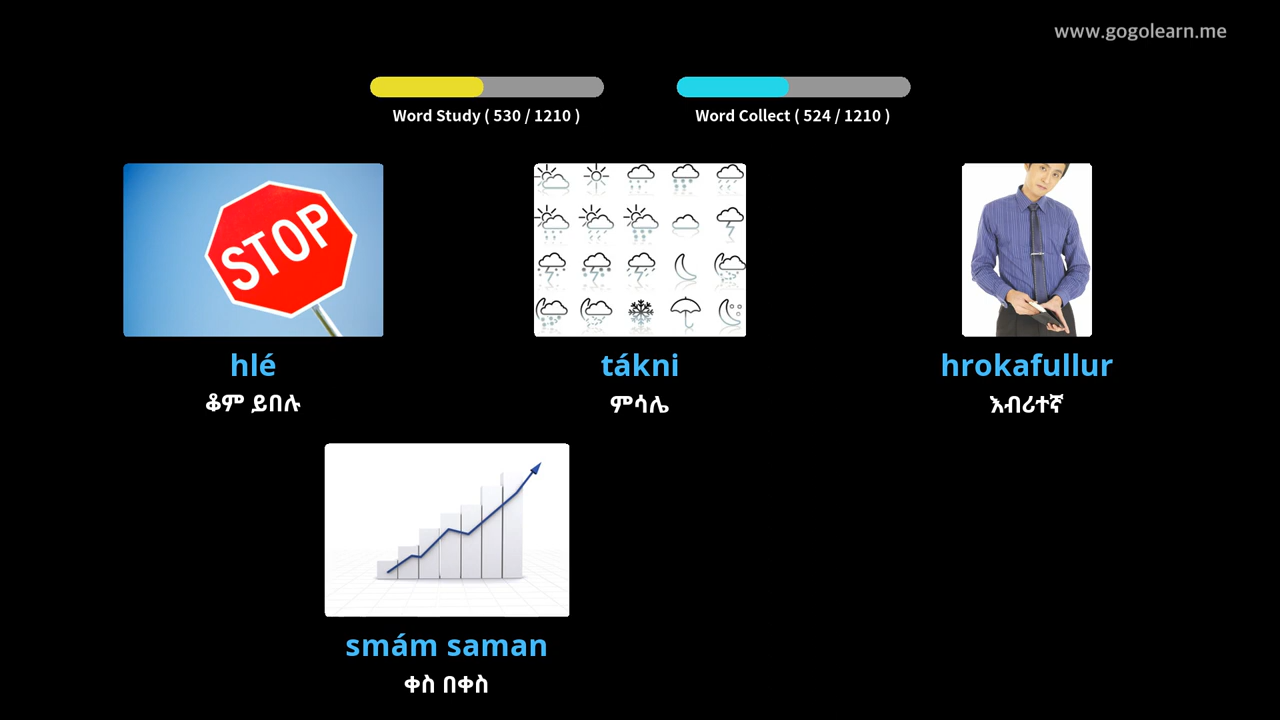 www.gogolearn.me
Word Study ( 530 / 1210 )
Word Collect ( 524 / 1210 )
STOP
hlé
ቆም ይበሉ
tákni
ምሳሌ
hrokafullur
እብሪተኛ
smám saman
ቀስ በቀስ